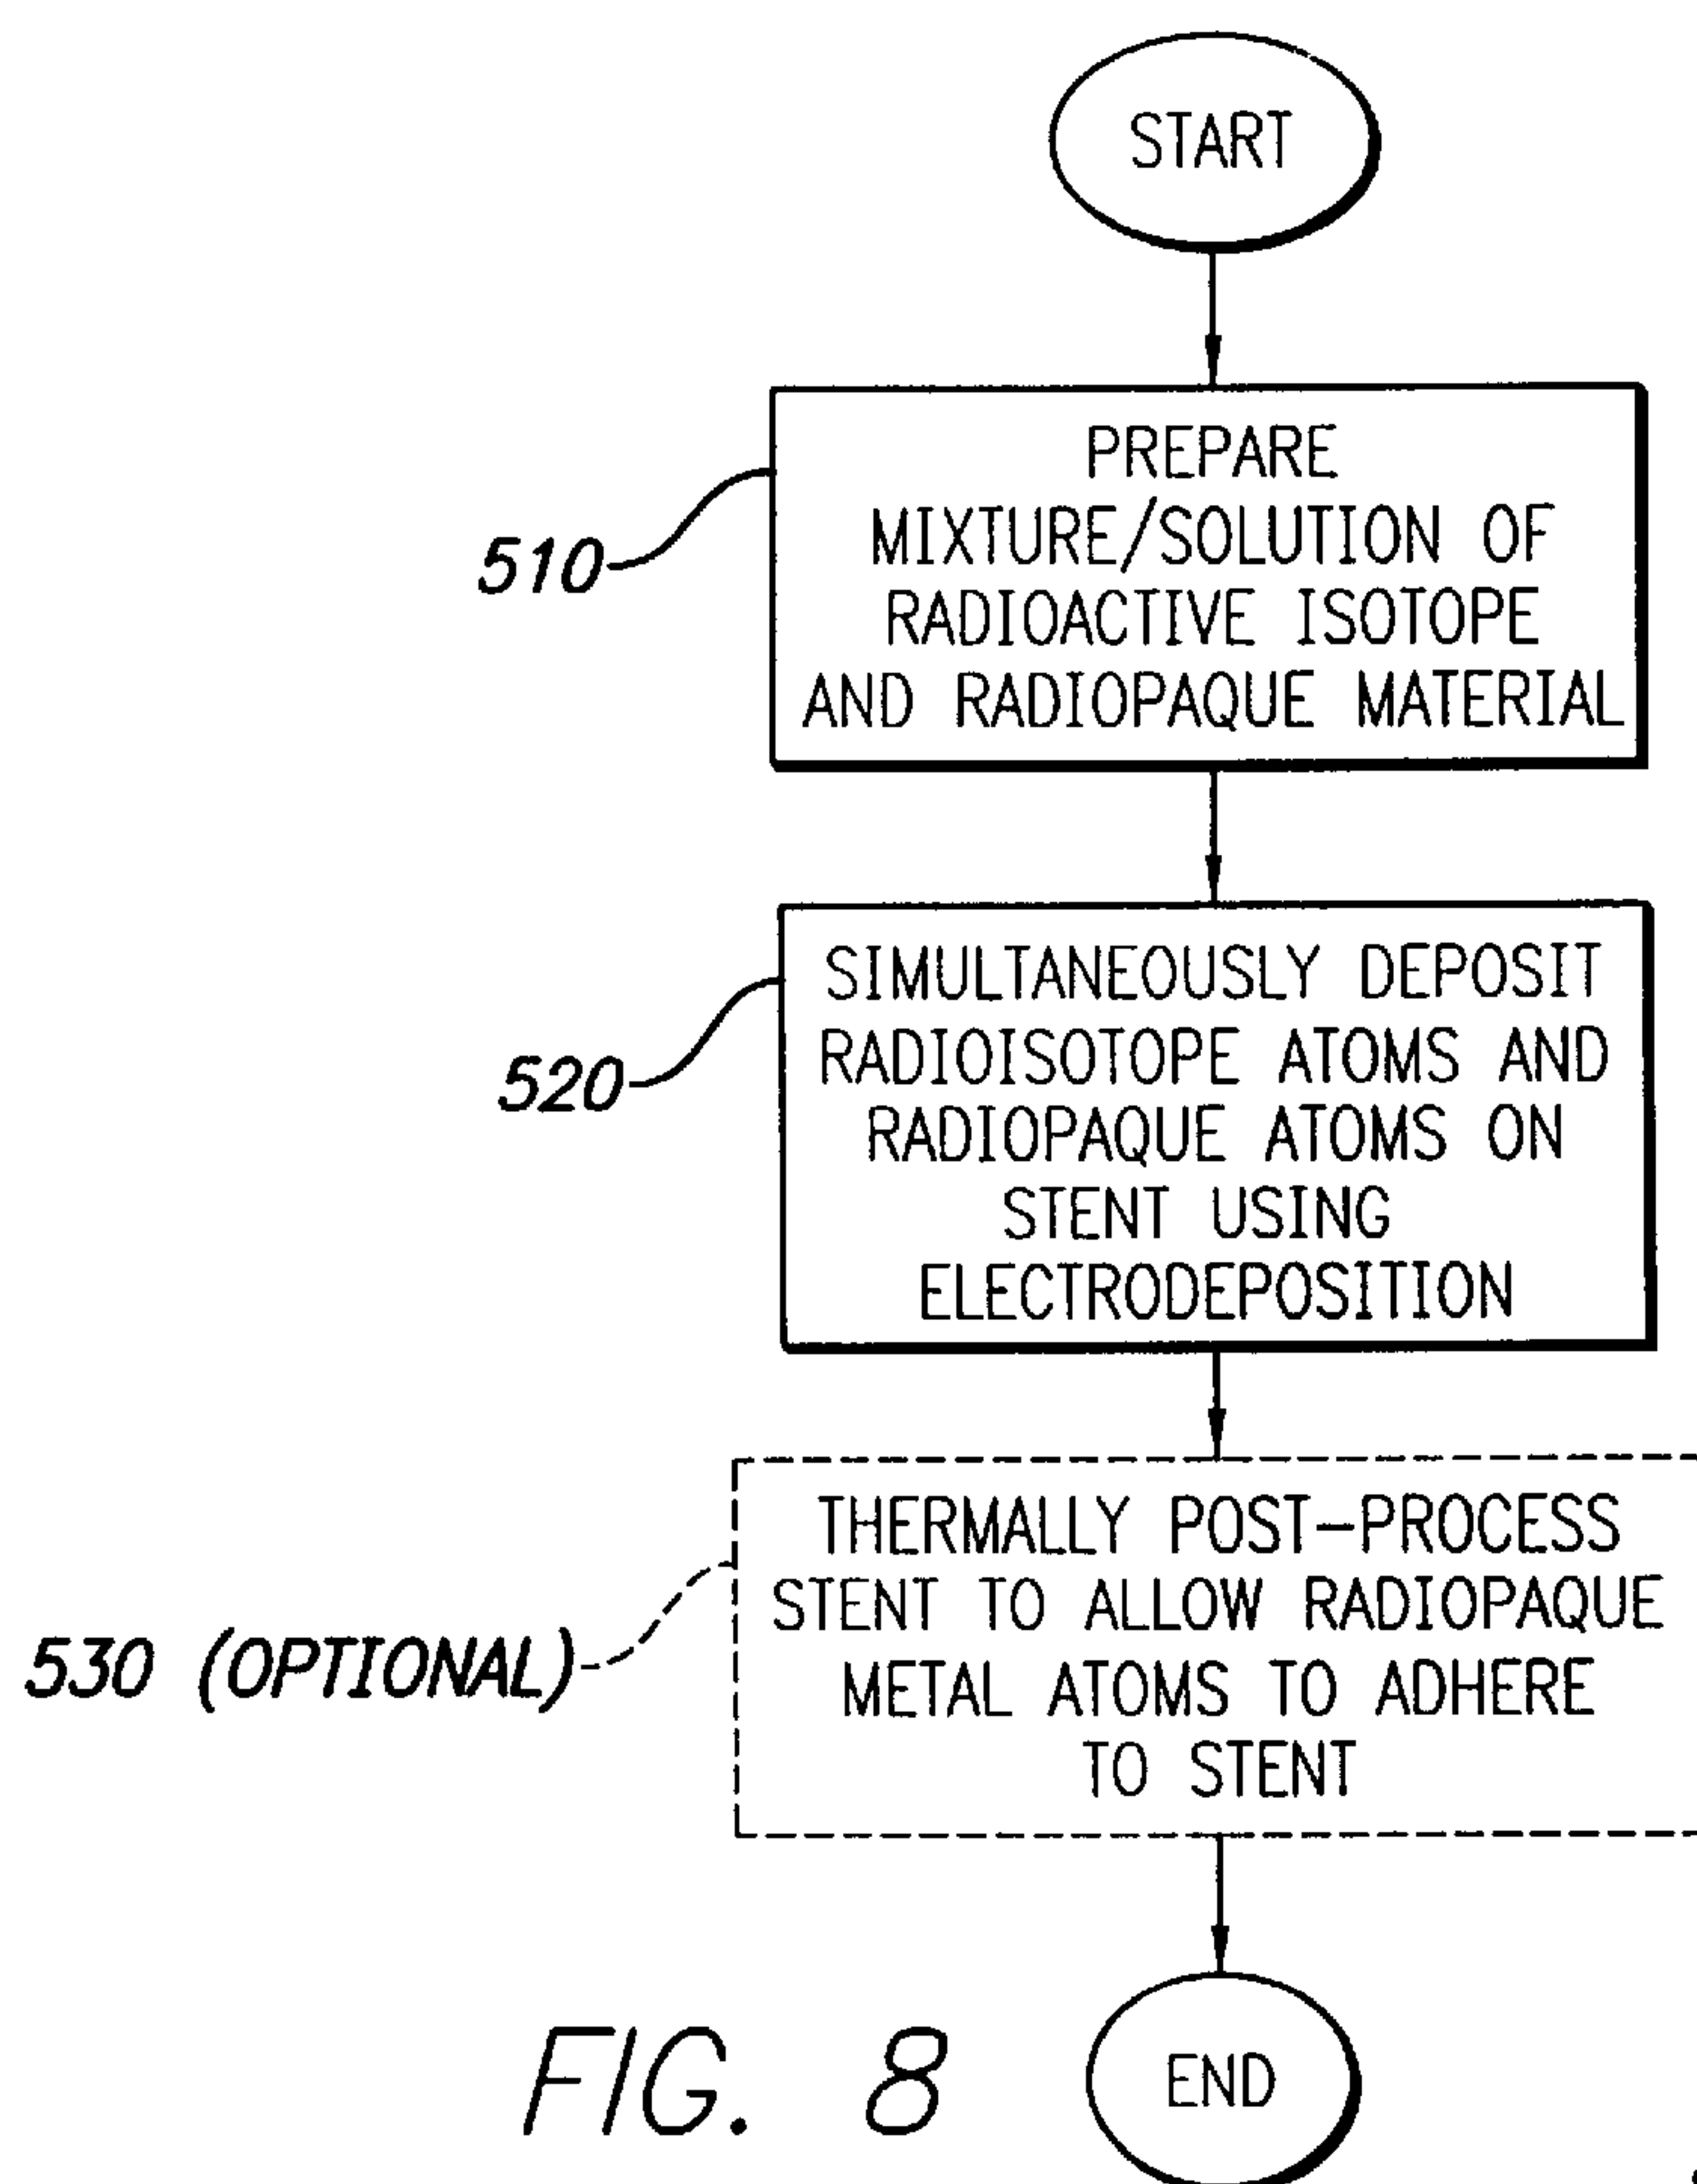 START
PREPARE
MIXTURE/SOLUTION OF
RADIOACTIVE ISOTOPE
AND RADIOPAQUE MATERIAL
510
SIMULTANEOUSLY DEPOSIT
RADIOISOTOPE ATOMS AND
RADIOPAQUE ATOMS ON
STENT USING
ELECTRODEPOSITION
520
THERMALLY POST-PROCESS
STENT TO ALLOW RADIOPAQUE
METAL ATOMS TO ADHERE
TO STENT
530 (OPTIONAL)
END
FIG. 8